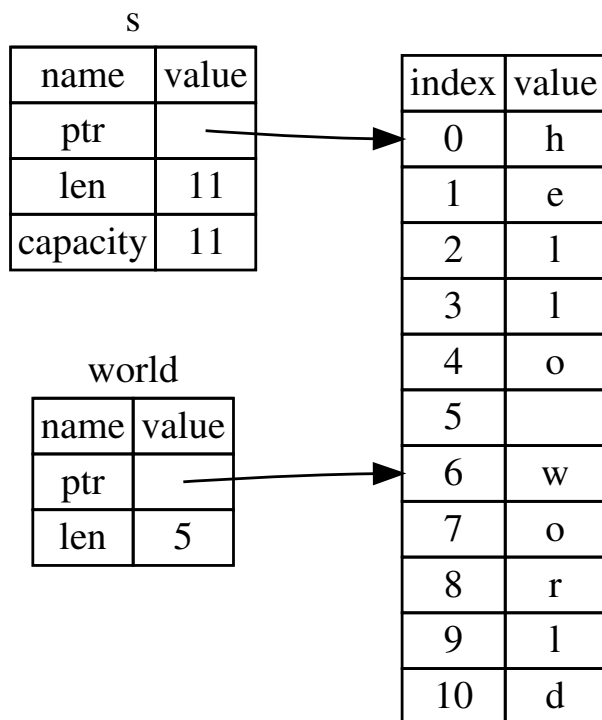 s
name value
ptr
len 11
capacity 11
world
name value
ptr
len 5
index value
0 h
1 e
2 l
3 l
4 o
5
6 w
7 o
8 r
9 l
10 d